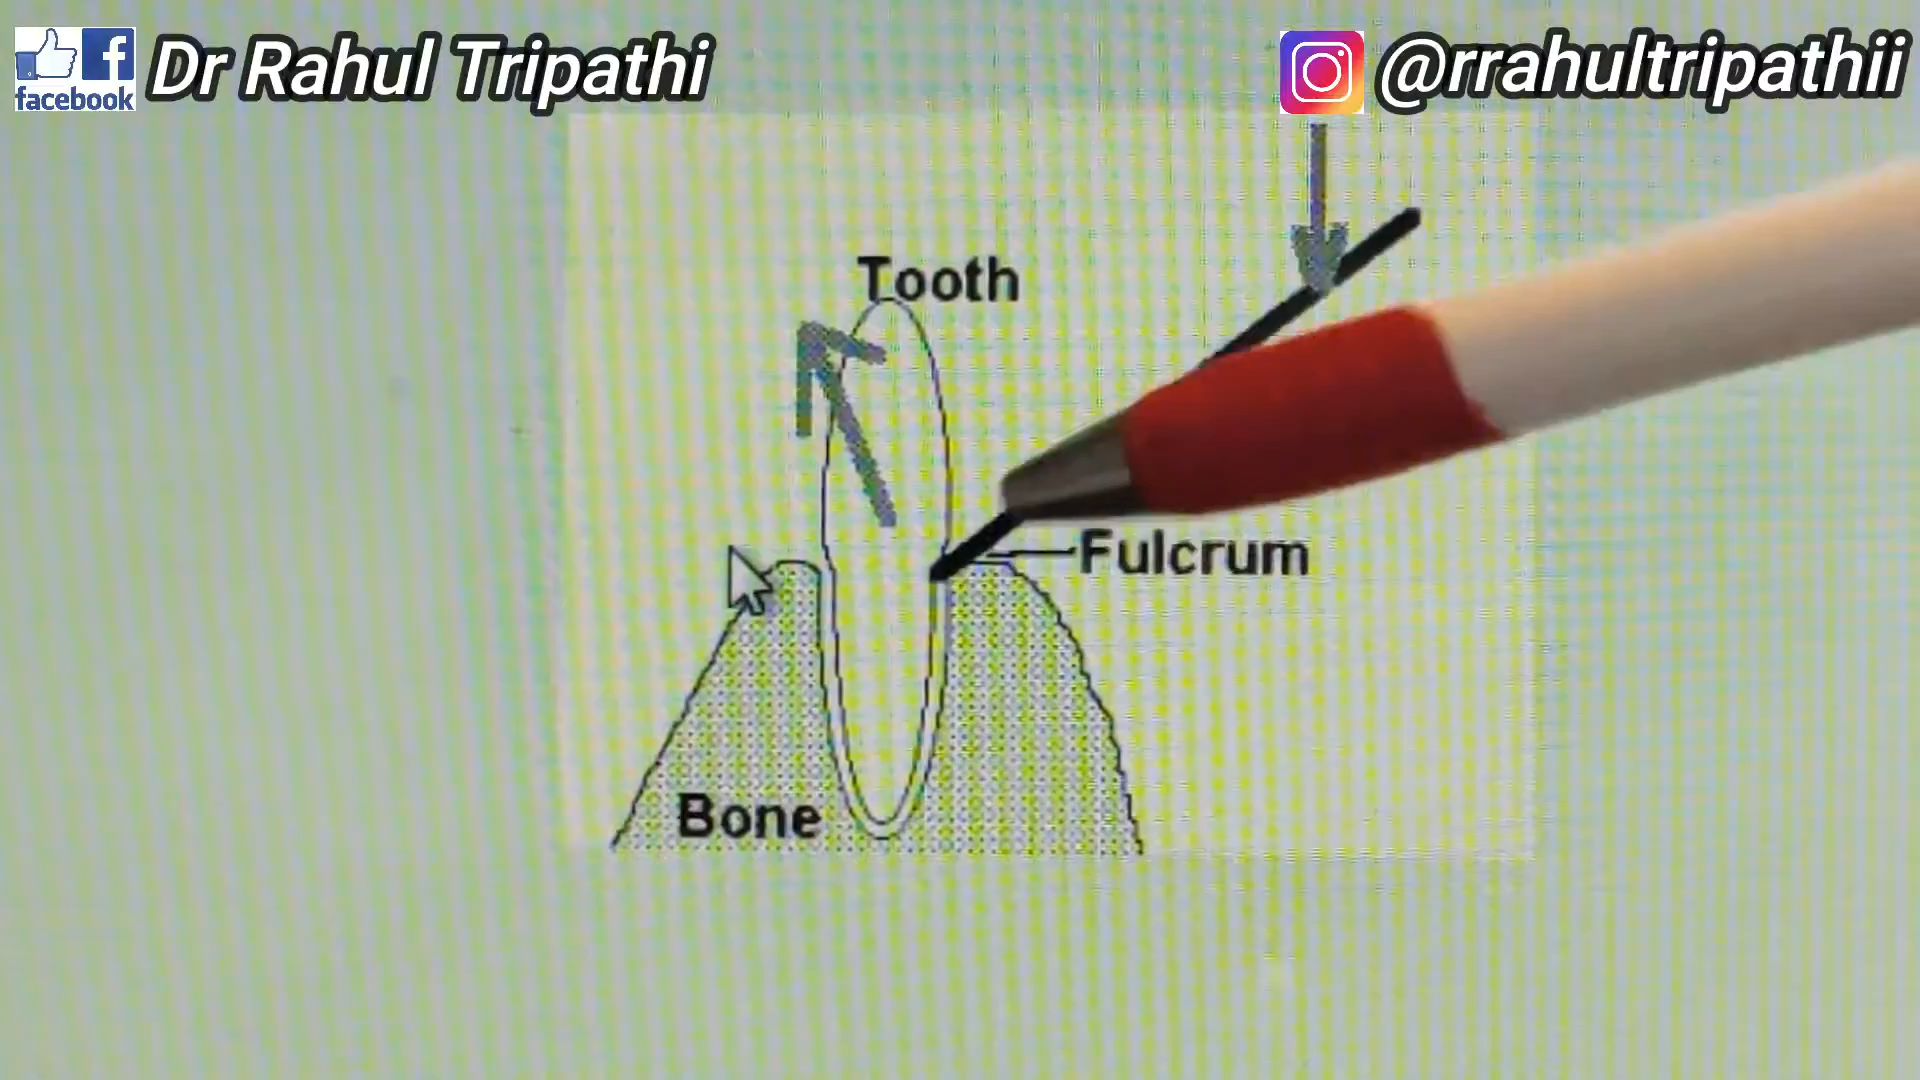 facebook
Dr Rahul Tripathi
@rrahultripathii
Tooth
Fulcrum
Bone